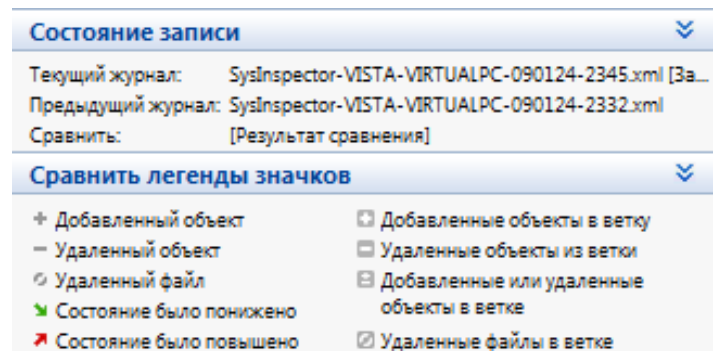 Состояние записи
Текущий журнал: SysInspector-VISTA-VIRTUALPC-090124-2345.xml [За...
Предыдущий журнал: SysInspector-VISTA-VIRTUALPC-090124-2332.xml
Сравнить: [Результат сравнения]
Сравнить легенды значков
Добавленный объект
Удаленный объект
Удаленный файл
Состояние было понижено
Состояние было повышено
Добавленные объекты в ветку
Удаленные объекты из ветки
Добавленные или удаленные
объекты в ветке
Удаленные файлы в ветке